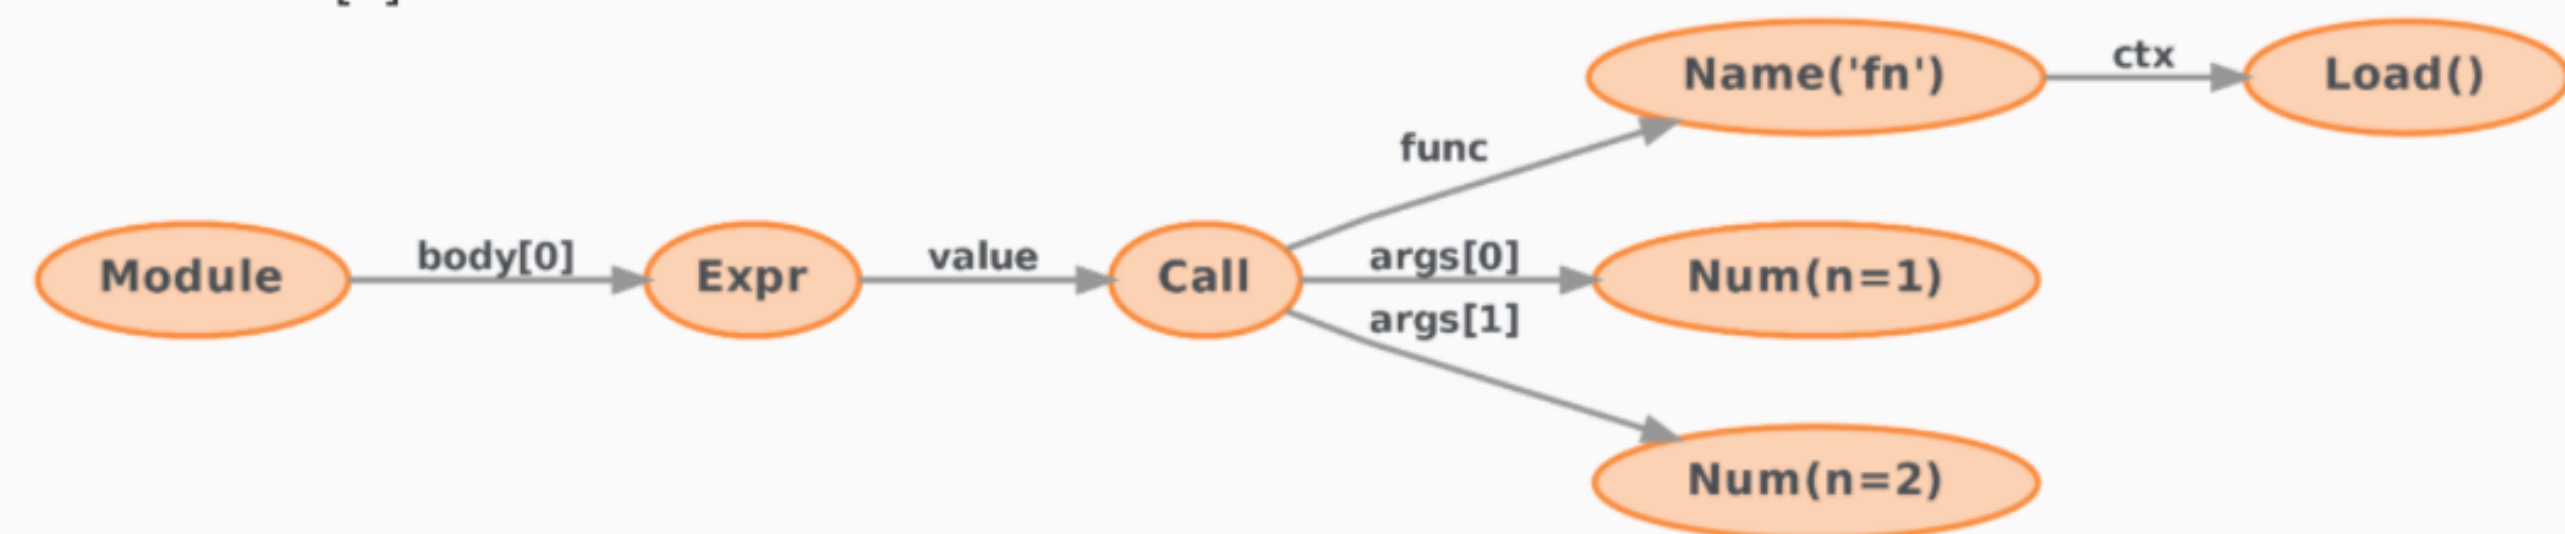 Name('fn') ctx Load()
func
Module body[0] Expr value Call args[0] Num(n=1)
args[1]
Num(n=2)